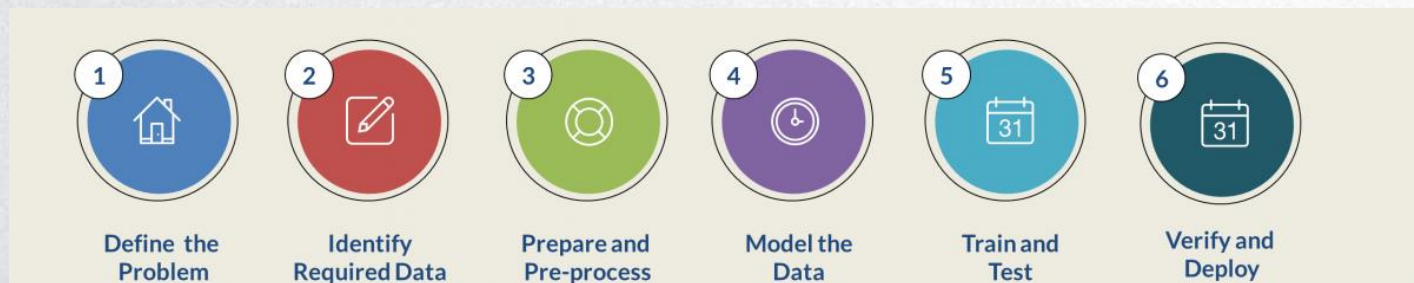 1
2
3
4
5
6
31
31
Define the
Problem
Identify
Required Data
Prepare and
Pre-process
Model the
Data
Train and
Test
Verify and
Deploy